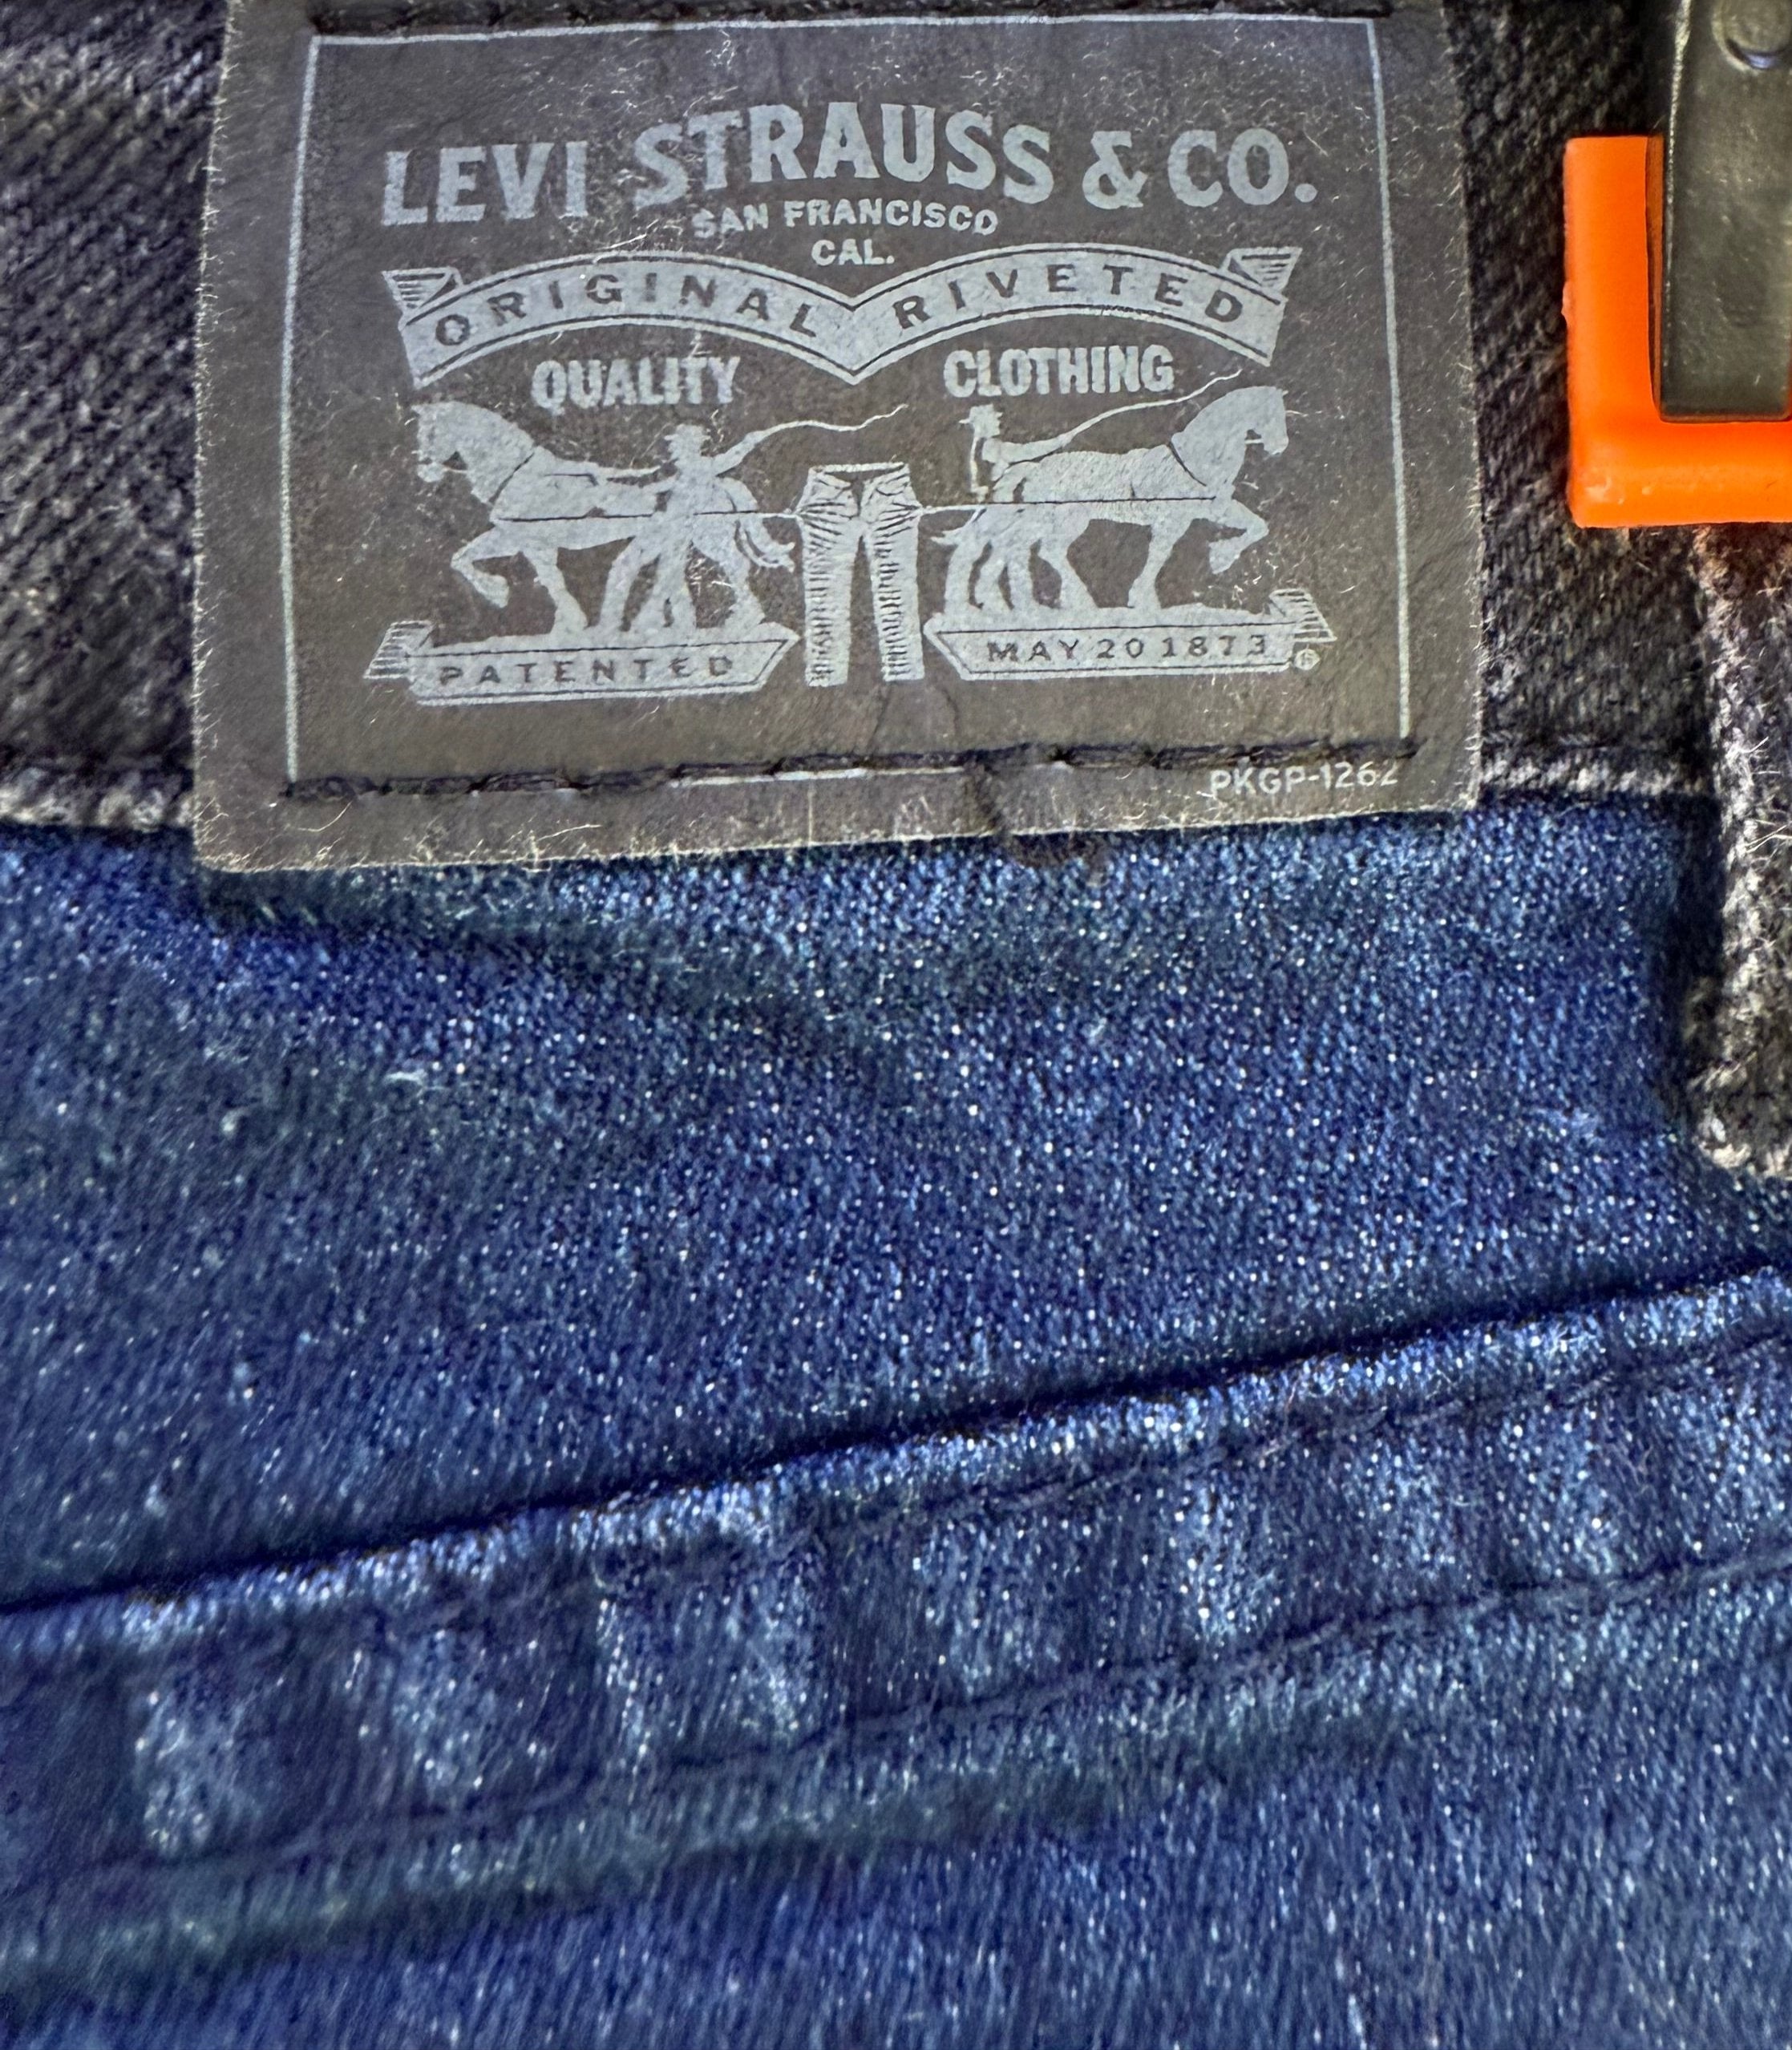 LEVI STRAUSS & CO.
SAN FRANCISCO
CAL.
ORIGINAL RIVETED
QUALITY CLOTHING
PATENTED MAY 20 1873
®
PKGP-1262